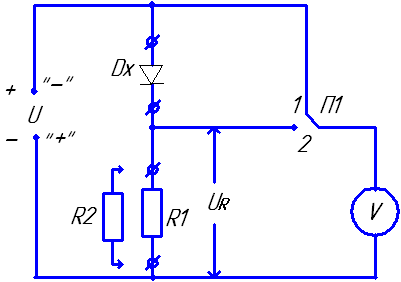 Dx
+ "-"
1 П1
U
- "+"
2
R2 R1 UR V